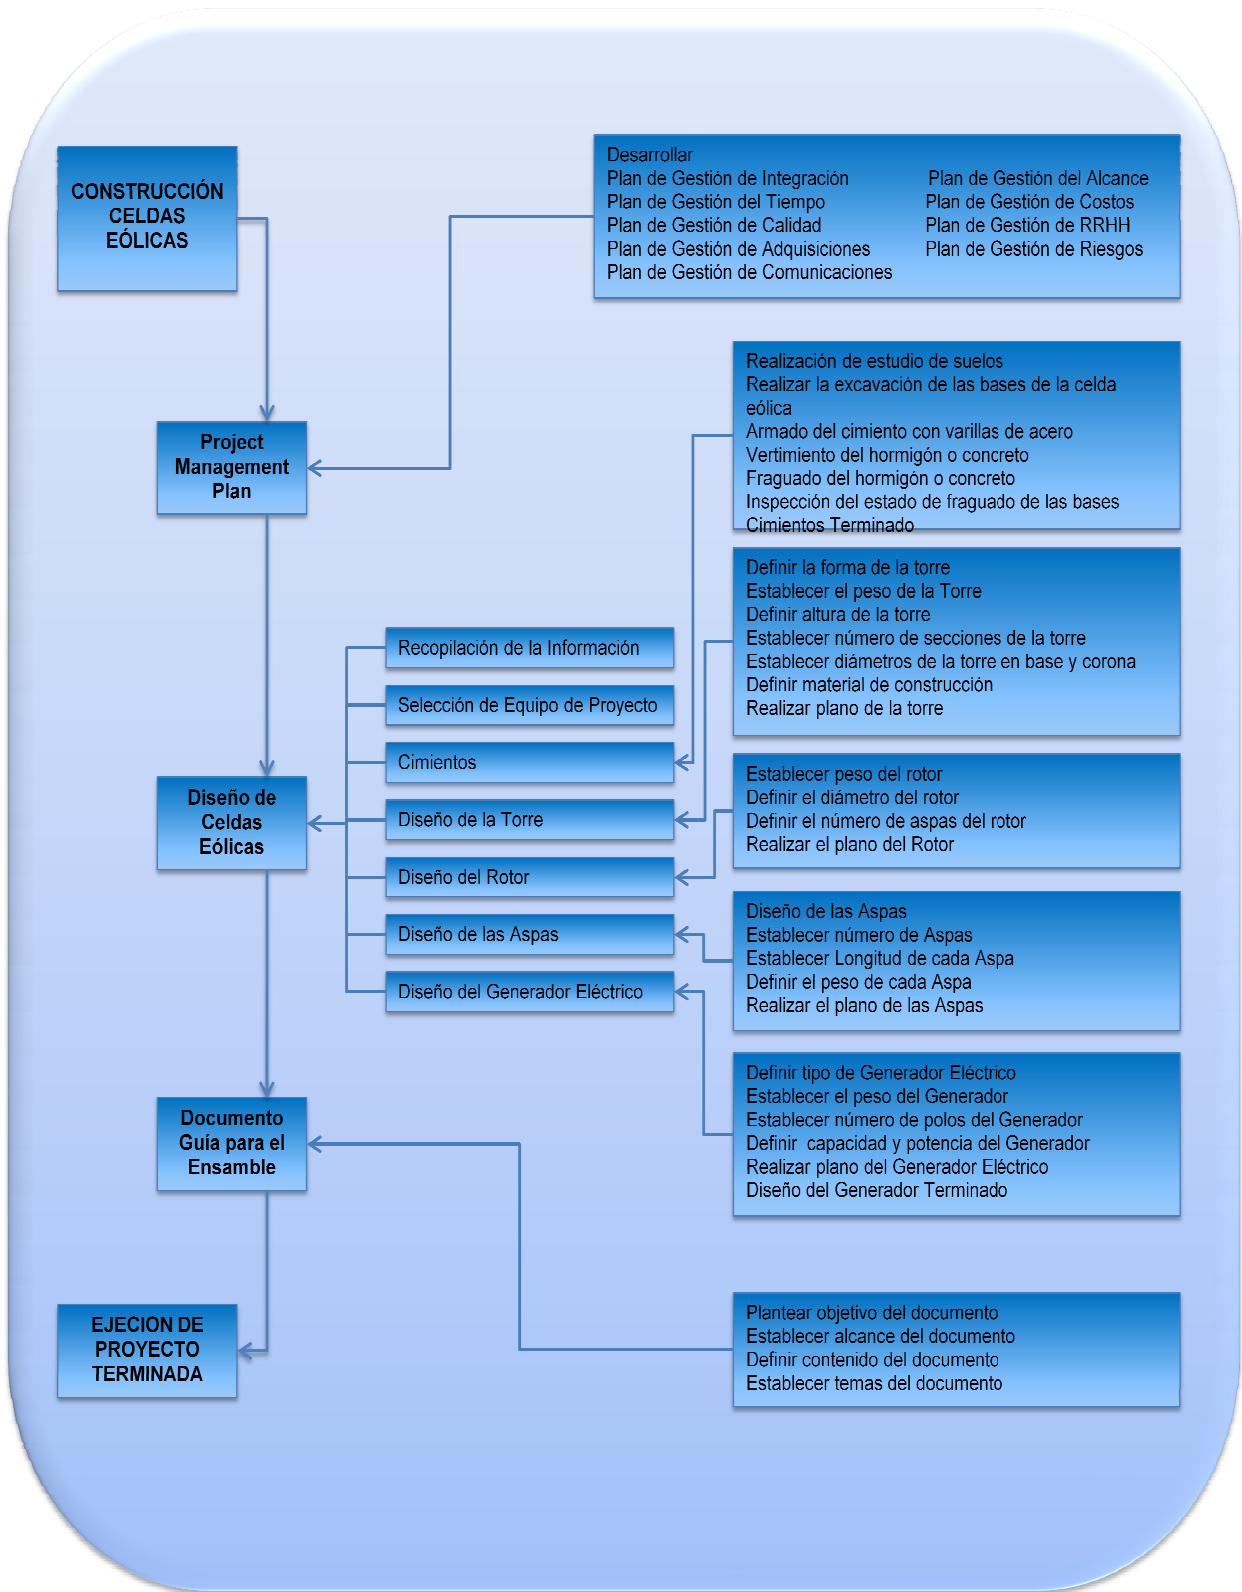 CONSTRUCCIÓN
CELDAS
EÓLICAS
Desarrollar
Plan de Gestión de Integración Plan de Gestión del Alcance
Plan de Gestión del Tiempo Plan de Gestión de Costos
Plan de Gestión de Calidad Plan de Gestión de RRHH
Plan de Gestión de Adquisiciones Plan de Gestión de Riesgos
Plan de Gestión de Comunicaciones
Project
Management
Plan
Realización de estudio de suelos
Realizar la excavación de las bases de la celda
eólica
Armado del cimiento con varillas de acero
Vertimiento del hormigón o concreto
Fraguado del hormigón o concreto
Inspección del estado de fraguado de las bases
Cimientos Terminado
Definir la forma de la torre
Establecer el peso de la Torre
Definir altura de la torre
Establecer número de secciones de la torre
Establecer diámetros de la torre en base y corona
Definir material de construcción
Realizar plano de la torre
Recopilación de la Información
Selección de Equipo de Proyecto
Cimientos
Diseño de la Torre
Diseño del Rotor
Diseño de las Aspas
Diseño del Generador Eléctrico
Diseño de
Celdas
Eólicas
Establecer peso del rotor
Definir el diámetro del rotor
Definir el número de aspas del rotor
Realizar el plano del Rotor
Diseño de las Aspas
Establecer número de Aspas
Establecer Longitud de cada Aspa
Definir el peso de cada Aspa
Realizar el plano de las Aspas
Definir tipo de Generador Eléctrico
Establecer el peso del Generador
Establecer número de polos del Generador
Definir capacidad y potencia del Generador
Realizar plano del Generador Eléctrico
Diseño del Generador Terminado
Documento
Guía para el
Ensamble
Plantear objetivo del documento
Establecer alcance del documento
Definir contenido del documento
Establecer temas del documento
EJECION DE
PROYECTO
TERMINADA